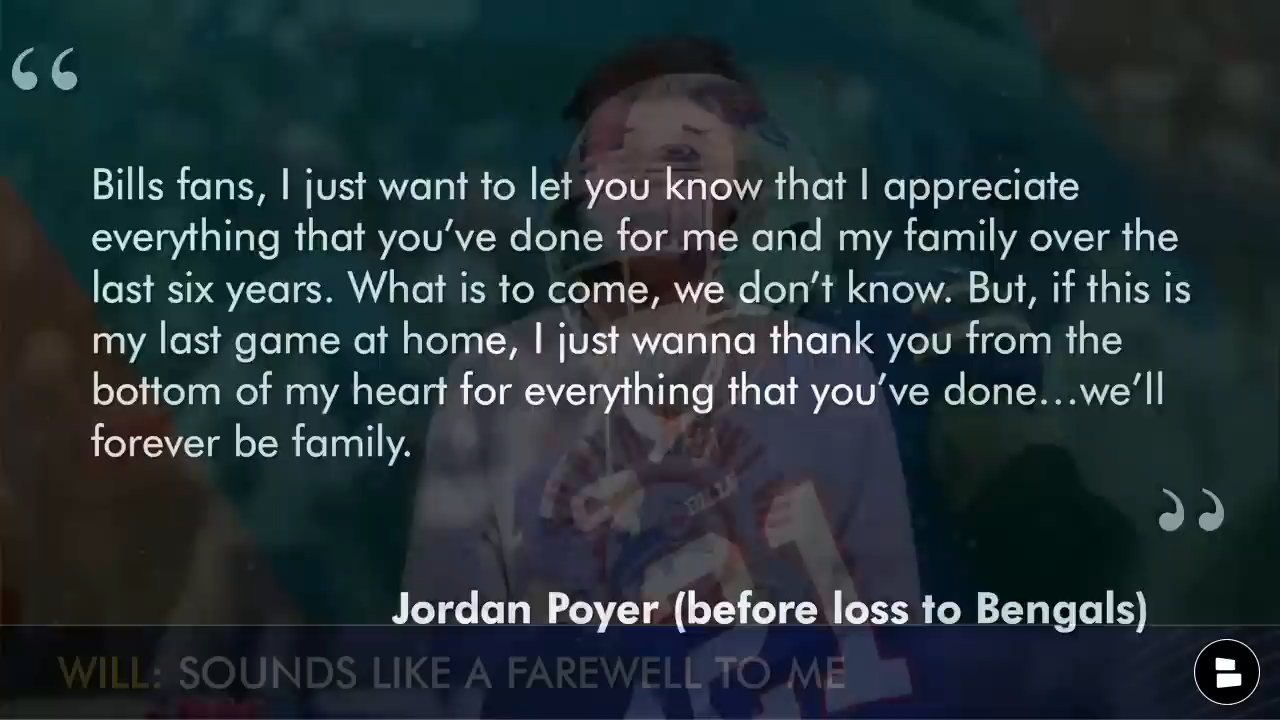 “
Bills fans, I just want to let you know that I appreciate
everything that you’ve done for me and my family over the
last six years. What is to come, we don’t know. But, if this is
my last game at home, I just wanna thank you from the
bottom of my heart for everything that you’ve done…we’ll
forever be family.
”
Jordan Poyer (before loss to Bengals)
WILL: SOUNDS LIKE A FAREWELL TO ME
21